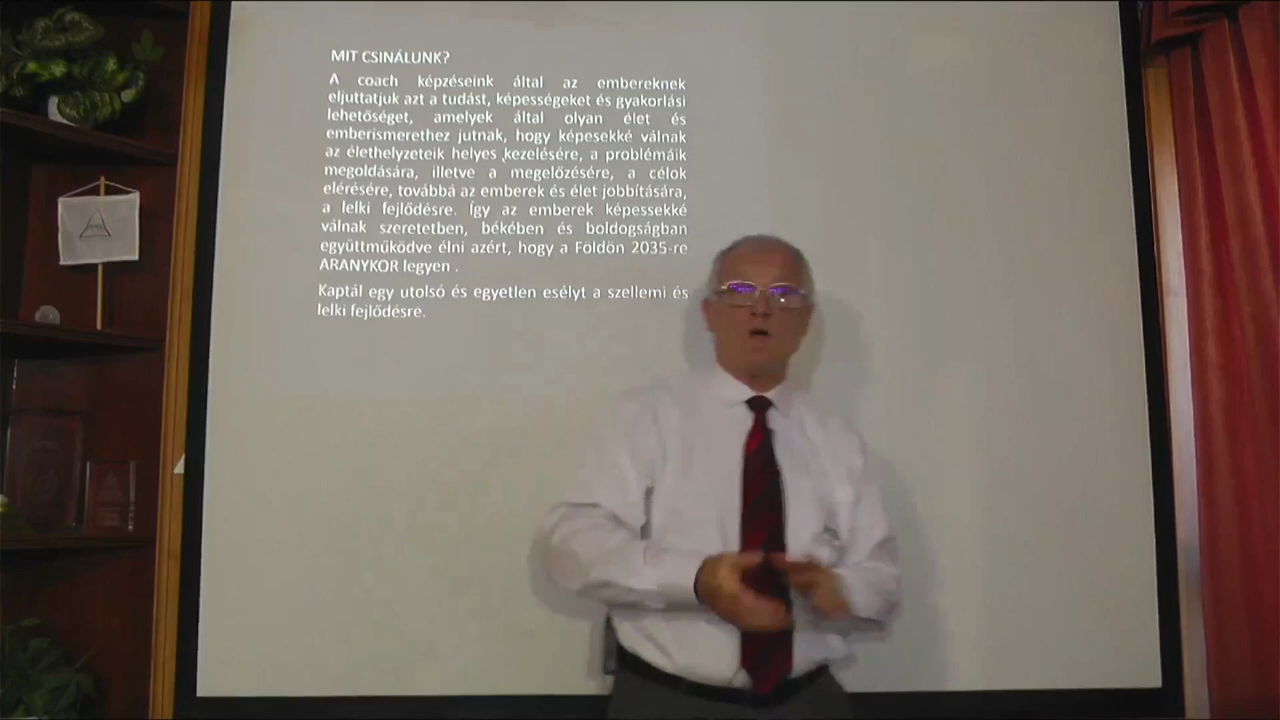 MIT CSINÁLUNK?
A coach képzéseink által az embereknek
eljuttatjuk azt a tudást, képességeket és gyakorlási
lehetőséget, amelyek által olyan élet és
emberismerethez jutnak, hogy képesekké válnak
az élethelyzeteik helyes kezelésére, a problémáik
megoldására, illetve a megelőzésére, a célok
elérésére, továbbá az emberek és élet jobbítására,
a lelki fejlődésre. Így az emberek képessekké
válnak szeretetben, békében és boldogságban
együttműködve élni azért, hogy a Földön 2035-re
ARANYKOR legyen .
Kaptál egy utolsó és egyetlen esélyt a szellemi és
lelki fejlődésre.